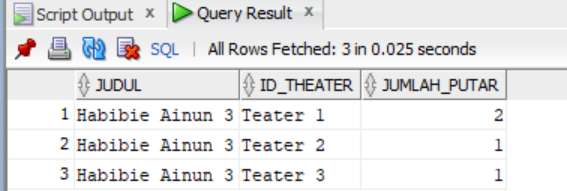 Script Output x Query Result x
SQL | All Rows Fetched: 3 in 0.025 seconds
JUDUL ID_THEATER JUMLAH_PUTAR
1 Habibie Ainun 3 Teater 1 2
2 Habibie Ainun 3 Teater 2 1
3 Habibie Ainun 3 Teater 3 1